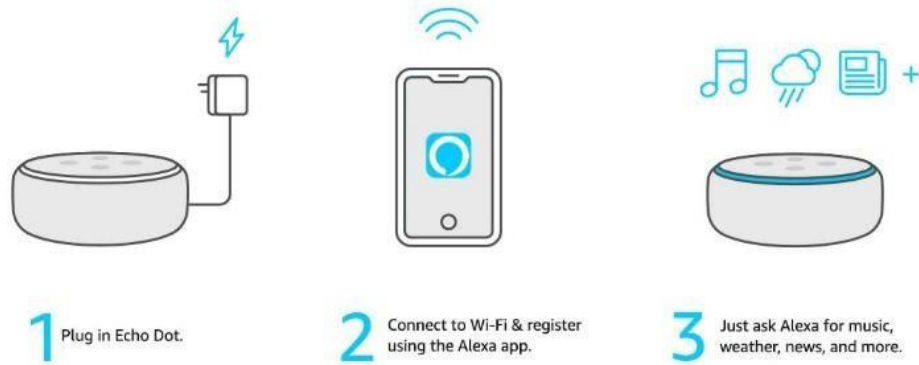 1 Plug in Echo Dot.
2 Connect to Wi-Fi & register
using the Alexa app.
3 Just ask Alexa for music,
weather, news, and more.